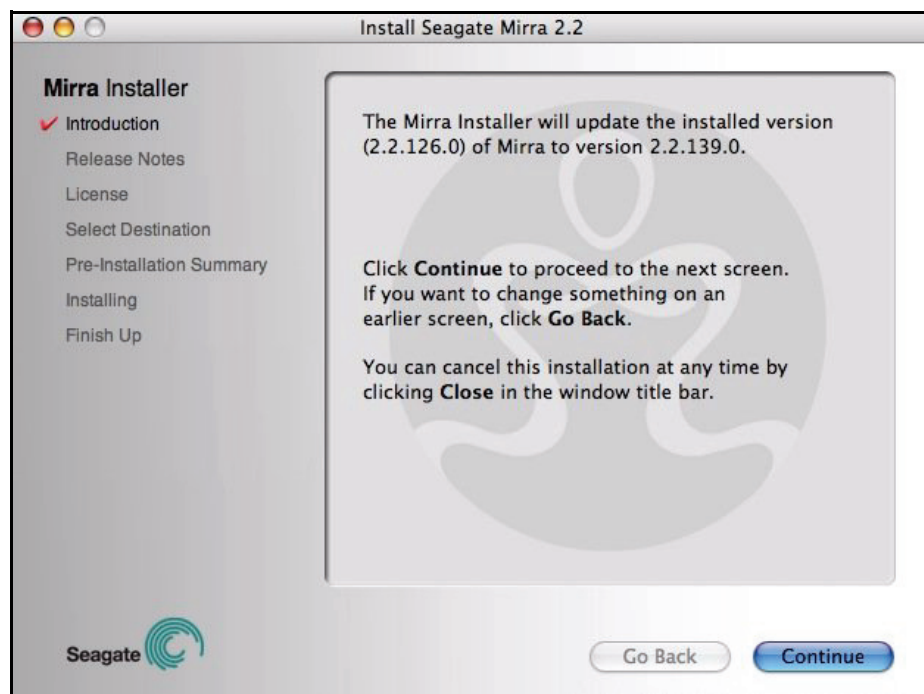 Install Seagate Mirra 2.2
Mirra Installer
Introduction
Release Notes
License
Select Destination
Pre-Installation Summary
Installing
Finish Up
The Mirra Installer will update the installed version
(2.2.126.0) of Mirra to version 2.2.139.0.
Click Continue to proceed to the next screen.
If you want to change something on an
earlier screen, click Go Back.
You can cancel this installation at any time by
clicking Close in the window title bar.
Seagate
Go Back
Continue